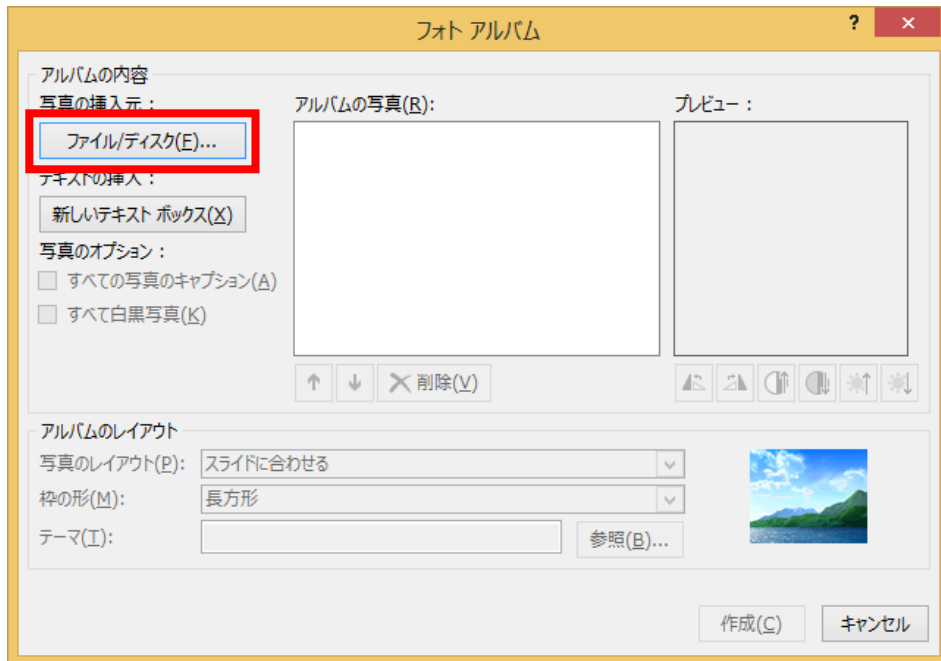 フォト アルバム
?
アルバムの内容
写真の挿入元：
アルバムの写真(R):
プレビュー：
ファイル/ディスク(F)...
テキストの挿入：
新しいテキスト ボックス(X)
写真のオプション：
すべての写真のキャプション(A)
すべて白黒写真(K)
削除(V)
アルバムのレイアウト
写真のレイアウト(P):
スライドに合わせる
枠の形(M):
長方形
テーマ(T):
参照(B)...
作成(C)
キャンセル